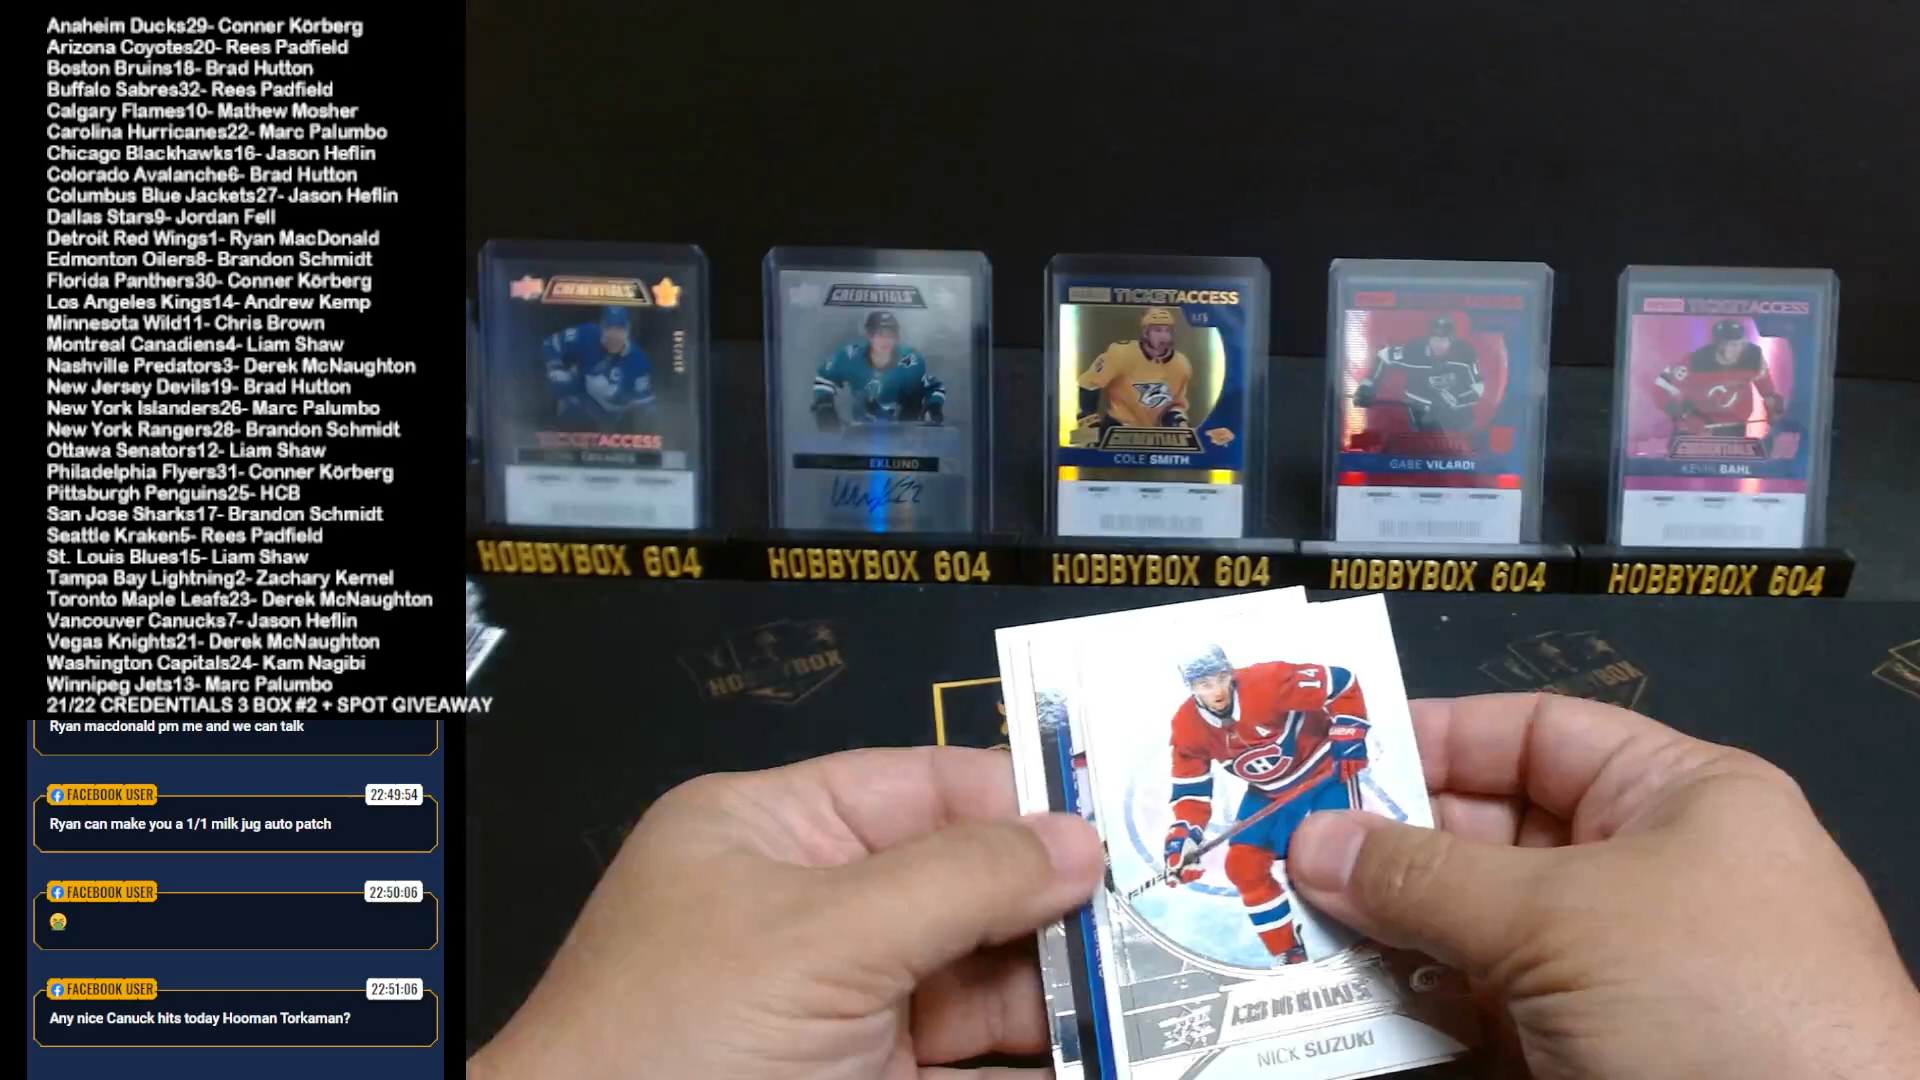 Anaheim Ducks29- Conner Körberg
Arizona Coyotes20- Rees Padfield
Boston Bruins18- Brad Hutton
Buffalo Sabres32- Rees Padfield
Calgary Flames10- Mathew Mosher
Carolina Hurricanes22- Marc Palumbo
Chicago Blackhawks16- Jason Heflin
Colorado Avalanche6- Brad Hutton
Columbus Blue Jackets27- Jason Heflin
Dallas Stars9- Jordan Fell
Detroit Red Wings1- Ryan MacDonald
Edmonton Oilers8- Brandon Schmidt
Florida Panthers30- Conner Körberg
Los Angeles Kings14- Andrew Kemp
Minnesota Wild11- Chris Brown
Montreal Canadiens4- Liam Shaw
Nashville Predators3- Derek McNaughton
New Jersey Devils19- Brad Hutton
New York Islanders26- Marc Palumbo
New York Rangers28- Brandon Schmidt
Ottawa Senators12- Liam Shaw
Philadelphia Flyers31- Conner Körberg
Pittsburgh Penguins25- HCB
San Jose Sharks17- Brandon Schmidt
Seattle Kraken5- Rees Padfield
St. Louis Blues15- Liam Shaw
Tampa Bay Lightning2- Zachary Kernel
Toronto Maple Leafs23- Derek McNaughton
Vancouver Canucks7- Jason Heflin
Vegas Knights21- Derek McNaughton
Washington Capitals24- Kam Nagibi
Winnipeg Jets13- Marc Palumbo
21/22 CREDENTIALS 3 BOX #2 + SPOT GIVEAWAY
Ryan macdonald pm me and we can talk
FACEBOOK USER 22:49:54
Ryan can make you a 1/1 milk jug auto patch
FACEBOOK USER 22:50:06
FACEBOOK USER 22:51:06
Any nice Canuck hits today Hooman Torkaman?
CREDENTIALS
TICKETACCESS
CREDENTIALS
EKLUND
TICKETACCESS
CREDENTIALS
COLE SMITH
TICKETACCESS
GABE VILARDI
TICKETACCESS
CREDENTIALS
KEVIN BAHL
HOBBYBOX 604
HOBBYBOX 604
HOBBYBOX 604
HOBBYBOX 604
HOBBYBOX 604
14
A
NICK SUZUKI